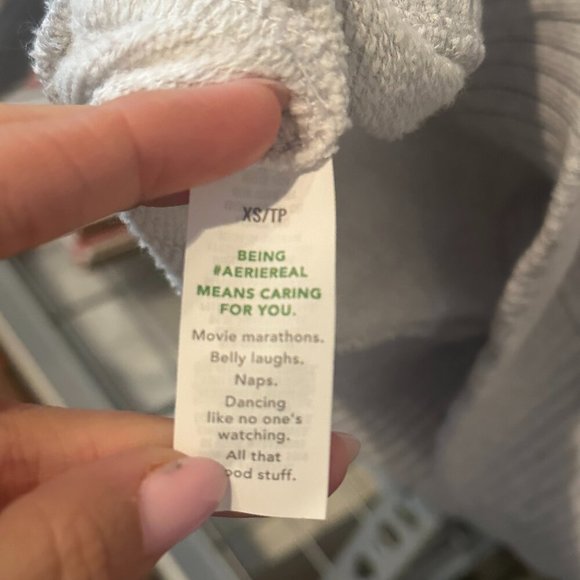 XS/TP
BEING
#AERIEREAL
MEANS CARING
FOR YOU.
Movie marathons.
Belly laughs.
Naps.
Dancing
like no one's
watching.
All that
ood stuff.